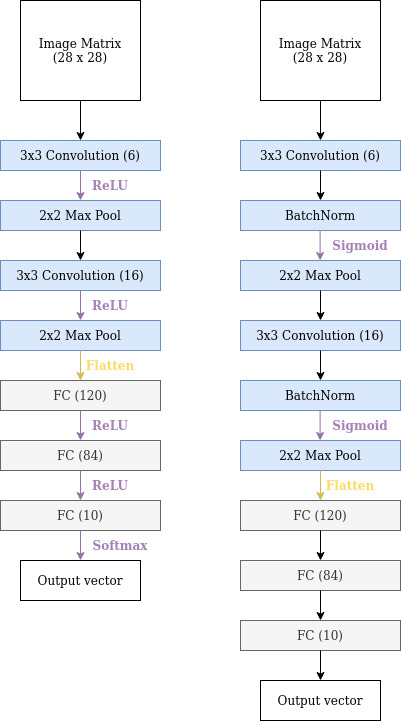 Image Matrix
(28 x 28)
3x3 Convolution (6)
ReLU
2x2 Max Pool
3x3 Convolution (16)
ReLU
2x2 Max Pool
Flatten
FC (120)
ReLU
FC (84)
ReLU
FC (10)
Softmax
Output vector
Image Matrix
(28 x 28)
3x3 Convolution (6)
BatchNorm
Sigmoid
2x2 Max Pool
3x3 Convolution (16)
BatchNorm
Sigmoid
2x2 Max Pool
Flatten
FC (120)
FC (84)
FC (10)
Output vector